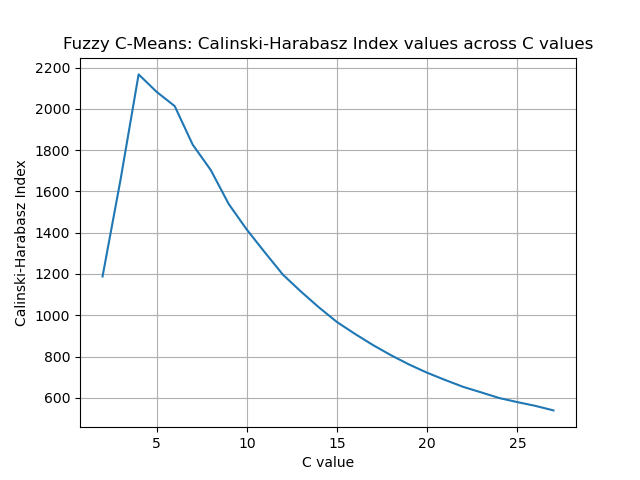 Fuzzy C-Means: Calinski-Harabasz Index values across C values
2200
2000
1800
1600
1400
1200
1000
800
600
Calinski-Harabasz Index
5 10 15 20 25
C value